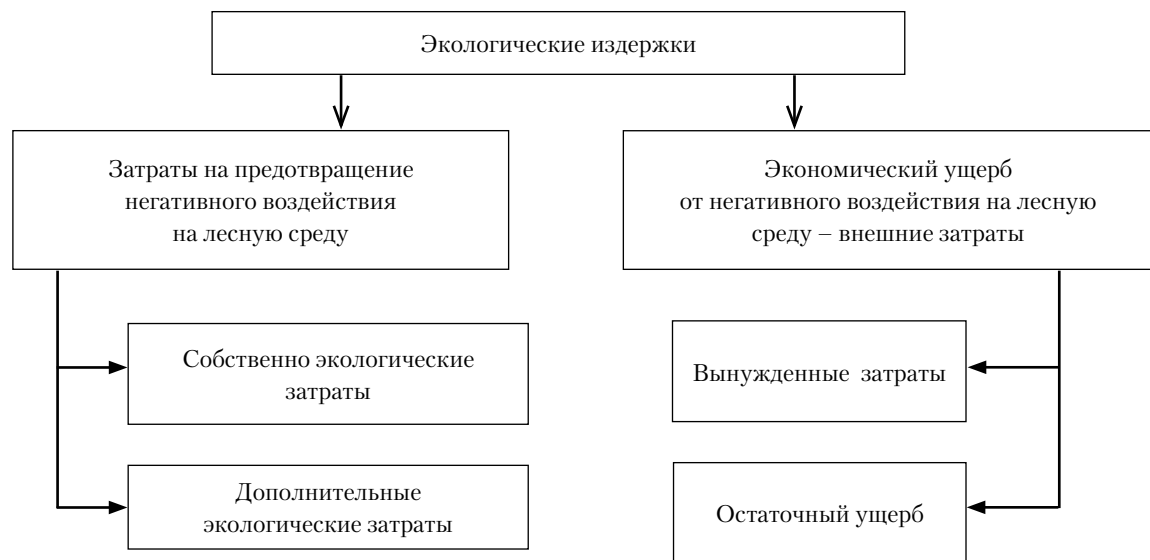 Экологические издержки
Затраты на предотвращение
негативного воздействия
на лесную среду
Экономический ущерб
от негативного воздействия на лесную
среду – внешние затраты
Собственно экологические
затраты
Вынужденные затраты
Дополнительные
экологические затраты
Остаточный ущерб